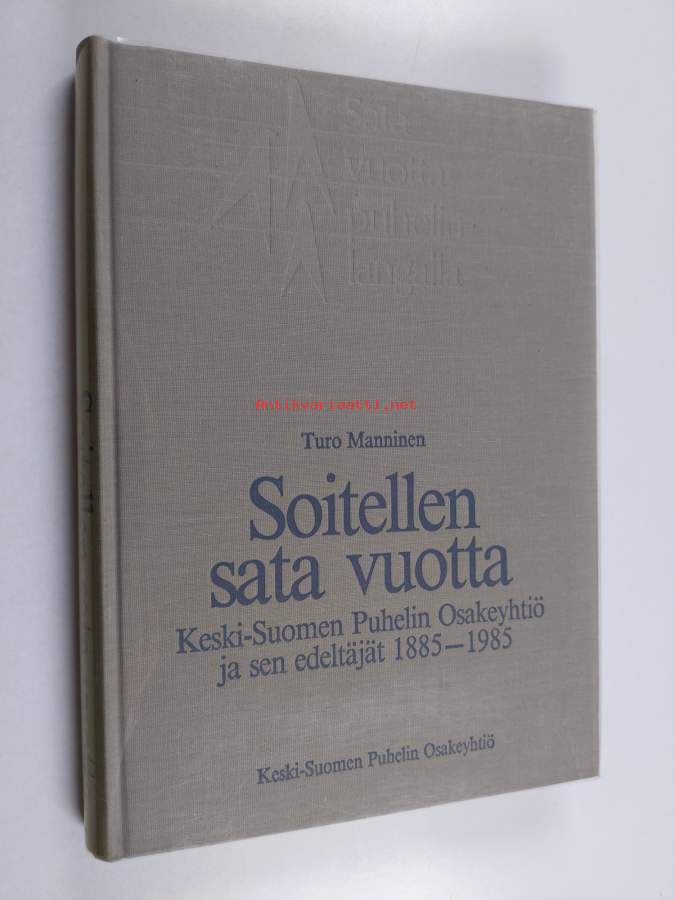 Sata
vuotta
puhelin-
langalla
Antikvariaatti.net
Turo Manninen
Soitellen
sata vuotta
Keski-Suomen Puhelin Osakeyhtiö
ja sen edeltäjät 1885—1985
Keski-Suomen Puhelin Osakeyhtiö